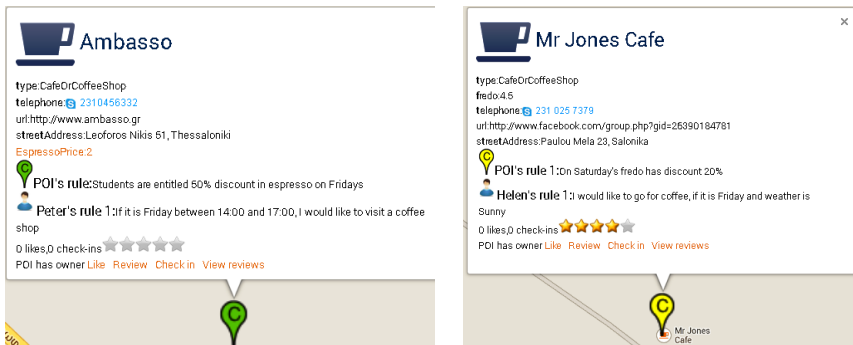 Ambasso
type:CafeOrCoffeeShop
telephone: 2310456332
url:http://www.ambasso.gr
streetAddress:Leoforos Nikis 51, Thessaloniki
EspressoPrice:2
C POI's rule:Students are entitled 50% discount in espresso on Fridays
Peter's rule 1:If it is Friday between 14:00 and 17:00, I would like to visit a coffee
shop
0 likes,0 check-ins
POI has owner Like Review Check in View reviews
C
Mr Jones Cafe
×
type:CafeOrCoffeeShop
fredo:4.5
telephone: 231 025 7379
url:http://www.facebook.com/group.php?gid=25390184781
streetAddress:Paulou Mela 23, Salonika
C POI's rule 1:On Saturday's fredo has discount 20%
Helen's rule 1:I would like to go for coffee, if it is Friday and weather is
Sunny
0 likes,0 check-ins
POI has owner Like Review Check in View reviews
C
Mr Jones
Cafe